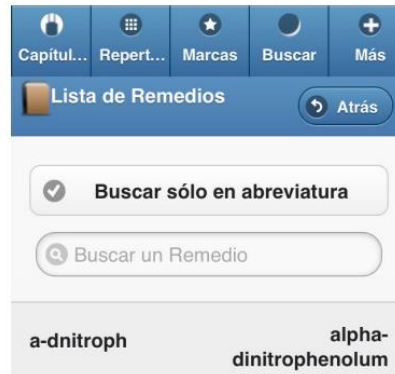 Capítul... Repert... Marcas Buscar Más
Lista de Remedios
Atrás
Buscar sólo en abreviatura
Buscar un Remedio
a-dnitroph
alpha-
dinitrophenolum